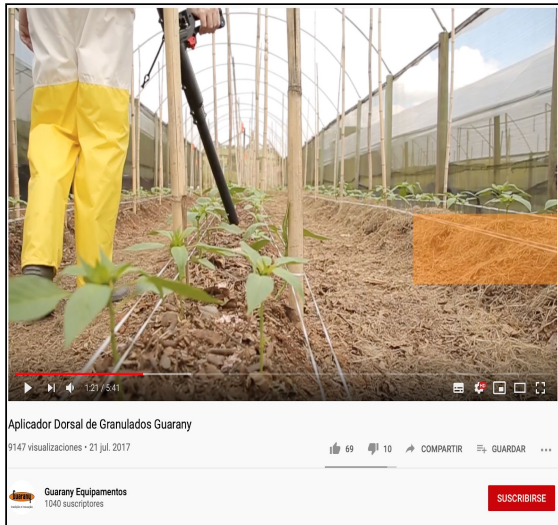 1:21 / 5:41
Aplicador Dorsal de Granulados Guarany
9147 visualizaciones • 21 jul. 2017
69 10 COMPARTIR GUARDAR
Guarany
Guarany Equipamentos
1040 suscriptores
SUSCRIBIRSE